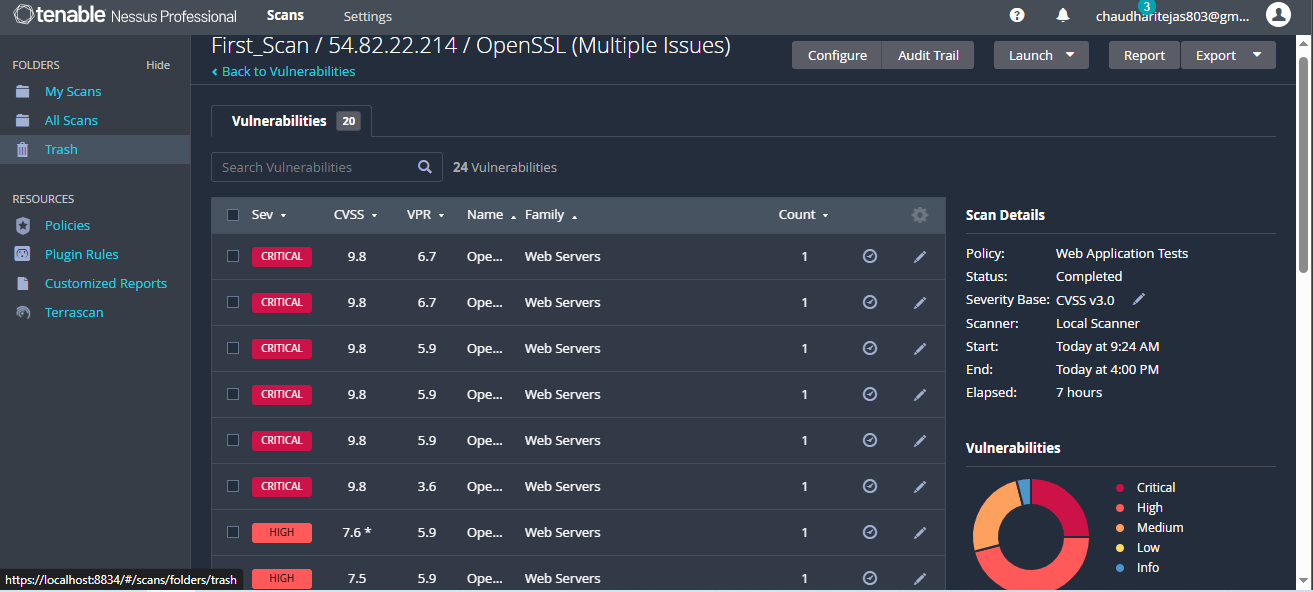 tenable Nessus Professional
Scans
Settings
3
chaudharitejas803@gm...
FOLDERS
Hide
My Scans
All Scans
Trash
RESOURCES
Policies
Plugin Rules
Customized Reports
Terrascan
First_Scan / 54.82.22.214 / OpenSSL (Multiple Issues)
Back to Vulnerabilities
Configure
Audit Trail
Launch
Report
Export
Vulnerabilities 20
Search Vulnerabilities
24 Vulnerabilities
Sev CVSS VPR Name Family Count
CRITICAL 9.8 6.7 Ope... Web Servers 1
CRITICAL 9.8 6.7 Ope... Web Servers 1
CRITICAL 9.8 5.9 Ope... Web Servers 1
CRITICAL 9.8 5.9 Ope... Web Servers 1
CRITICAL 9.8 5.9 Ope... Web Servers 1
CRITICAL 9.8 3.6 Ope... Web Servers 1
HIGH 7.6 * 5.9 Ope... Web Servers 1
HIGH 7.5 5.9 Ope... Web Servers 1
Scan Details
Policy: Web Application Tests
Status: Completed
Severity Base: CVSS v3.0
Scanner: Local Scanner
Start: Today at 9:24 AM
End: Today at 4:00 PM
Elapsed: 7 hours
Vulnerabilities
Critical
High
Medium
Low
Info
https://localhost:8834/#/scans/folders/trash